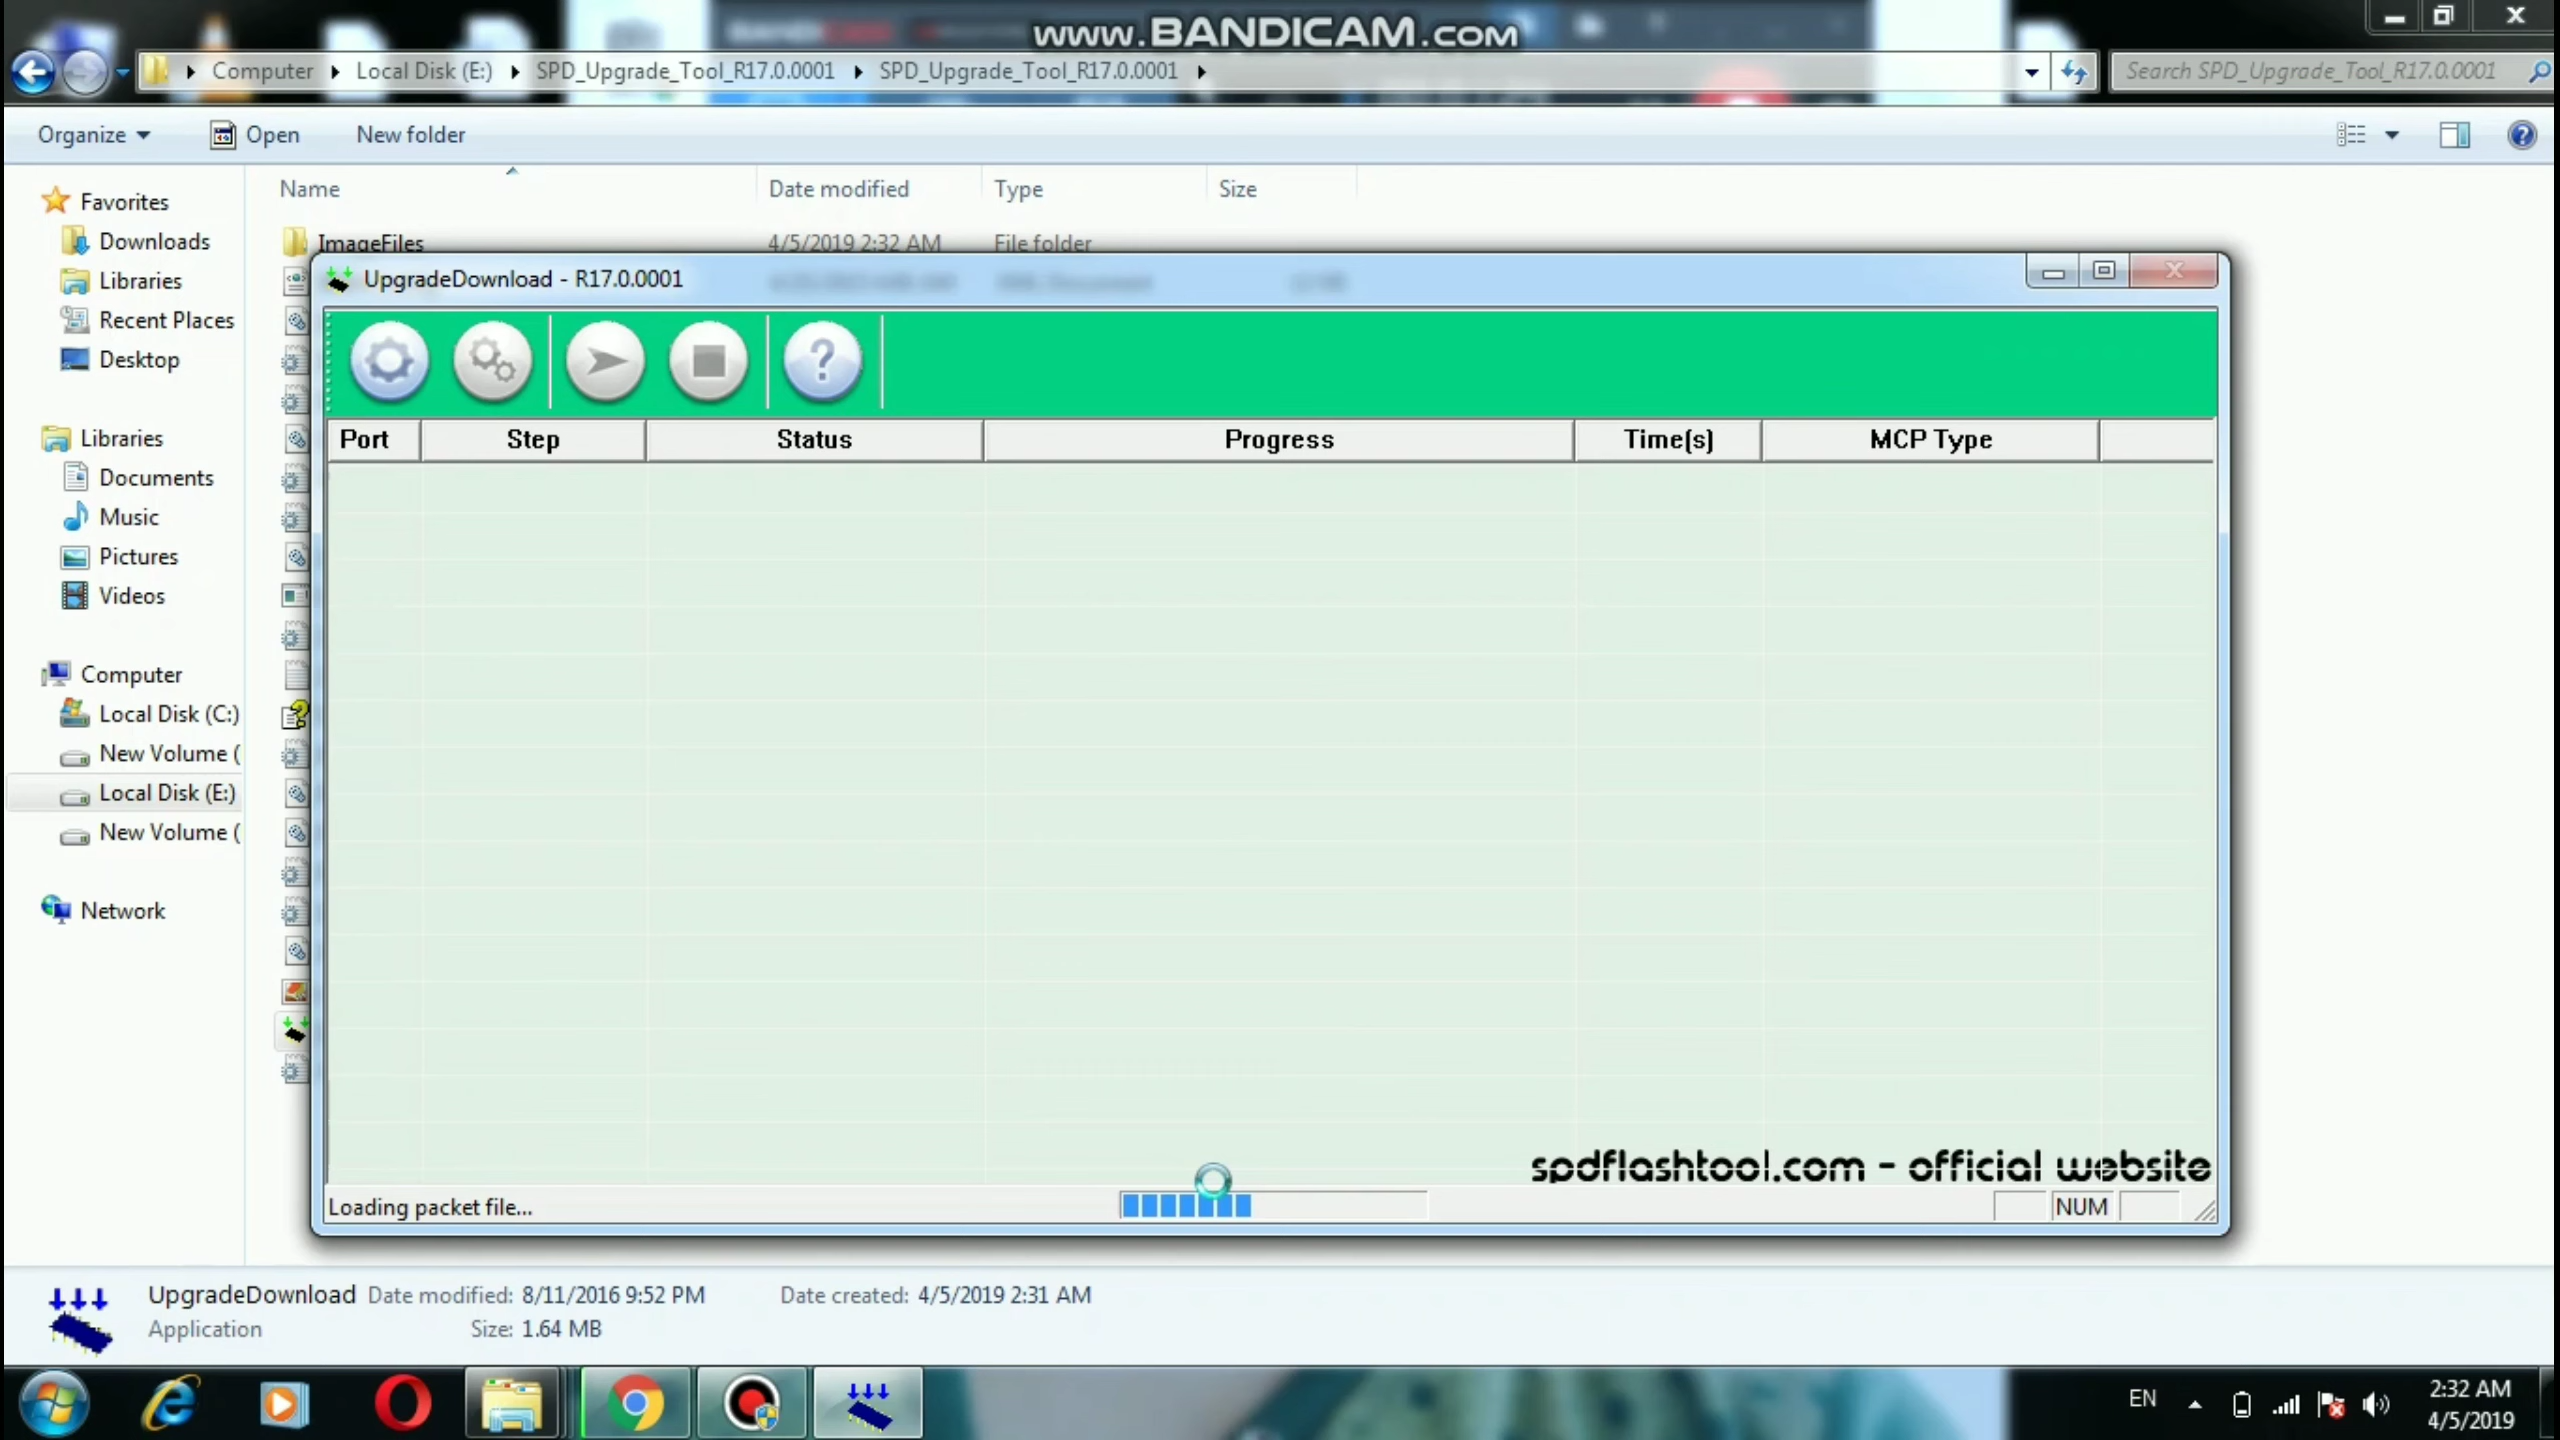 www.BANDICAM.com
Computer Local Disk (E:) SPD_Upgrade_Tool_R17.0.0001 SPD_Upgrade_Tool_R17.0.0001
Search SPD_Upgrade_Tool_R17.0.0001
Organize Open New folder
Name Date modified Type Size
Favorites
Downloads
Libraries
Recent Places
Desktop
Libraries
Documents
Music
Pictures
Videos
Computer
Local Disk (C:)
New Volume (
Local Disk (E:)
New Volume (
Network
ImageFiles 4/5/2019 2:32 AM File folder
UpgradeDownload - R17.0.0001
Port Step Status Progress Time(s) MCP Type
spdflashtool.com - official website
Loading packet file...
NUM
UpgradeDownload Date modified: 8/11/2016 9:52 PM Date created: 4/5/2019 2:31 AM
Application Size: 1.64 MB
EN
2:32 AM
4/5/2019